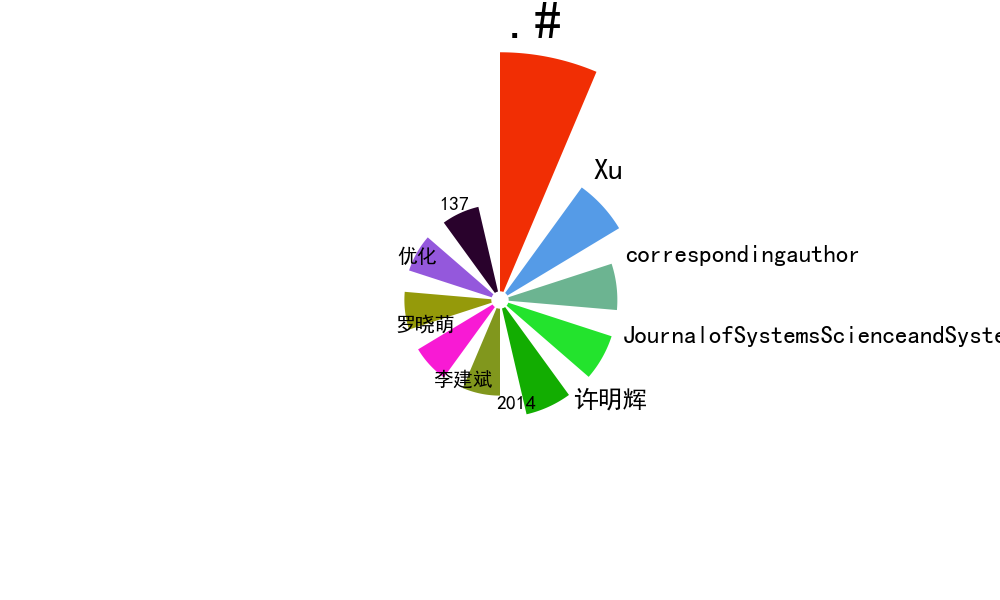 .#
Xu
137
correspondingauthor
优化
罗晓萌
JournalofSystemsScienceandSyste
李建斌
许明辉
2014